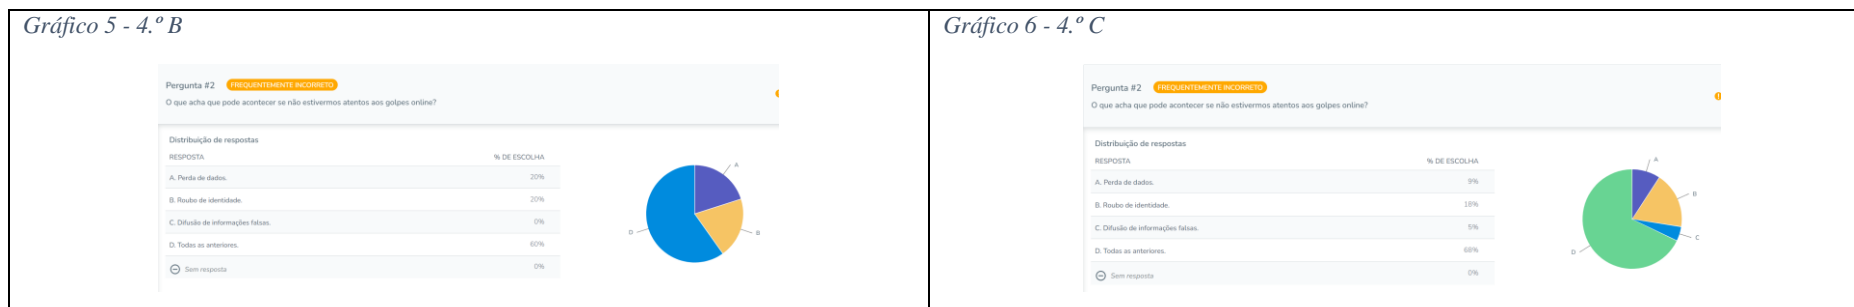 Gráfico 5 - 4.º B
Pergunta #2 FREQUENTEMENTE INCORRETO
O que acha que pode acontecer se não estivermos atentos aos golpes online?
Distribuição de respostas
RESPOSTA % DE ESCOLHA
A. Perda de dados. 20%
B. Roubo de identidade. 20%
C. Difusão de informações falsas. 0%
D. Todas as anteriores. 60%
Sem resposta 0%
A
B
D
Gráfico 6 - 4.º C
Pergunta #2 FREQUENTEMENTE INCORRETO
O que acha que pode acontecer se não estivermos atentos aos golpes online?
Distribuição de respostas
RESPOSTA % DE ESCOLHA
A. Perda de dados. 9%
B. Roubo de identidade. 18%
C. Difusão de informações falsas. 5%
D. Todas as anteriores. 68%
Sem resposta 0%
A
B
C
D